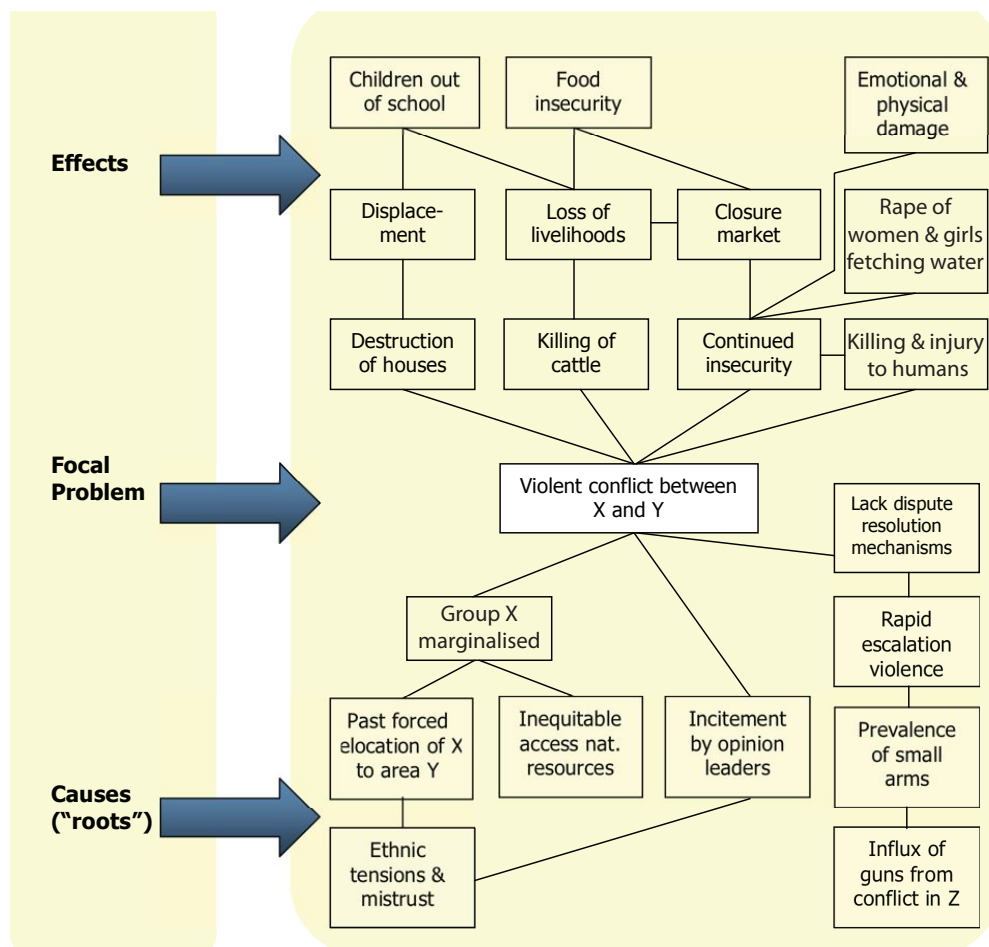 Children out
of school
Food
insecurity
Emotional &
physical
damage
Effects
Displace-
ment
Loss of
livelihoods
Closure
market
Rape of
women & girls
fetching water
Destruction
of houses
Killing of
cattle
Continued
insecurity
Killing & injury
to humans
Focal
Problem
Violent conflict between
X and Y
Lack dispute
resolution
mechanisms
Group X
marginalised
Rapid
escalation
violence
Past forced
elocation of X
to area Y
Inequitable
access nat.
resources
Incitement
by opinion
leaders
Prevalence
of small
arms
Causes
(“roots”)
Ethnic
tensions &
mistrust
Influx of
guns from
conflict in Z